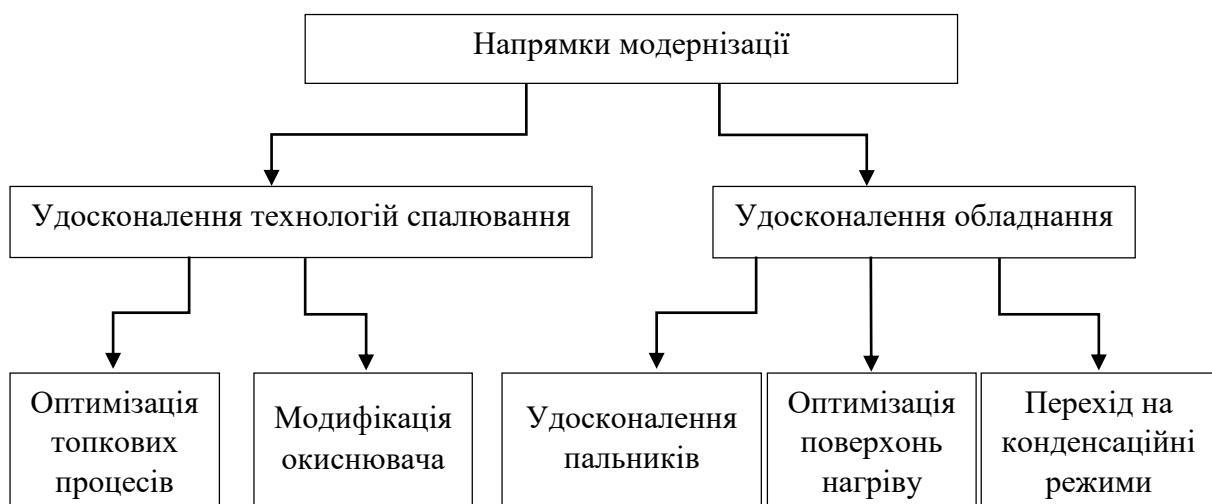 Напрямки модернізації
Удосконалення технологій спалювання
Удосконалення обладнання
Оптимізація
топкових
процесів
Модифікація
окиснювача
Удосконалення
пальників
Оптимізація
поверхонь
нагріву
Перехід на
конденсаційні
режими